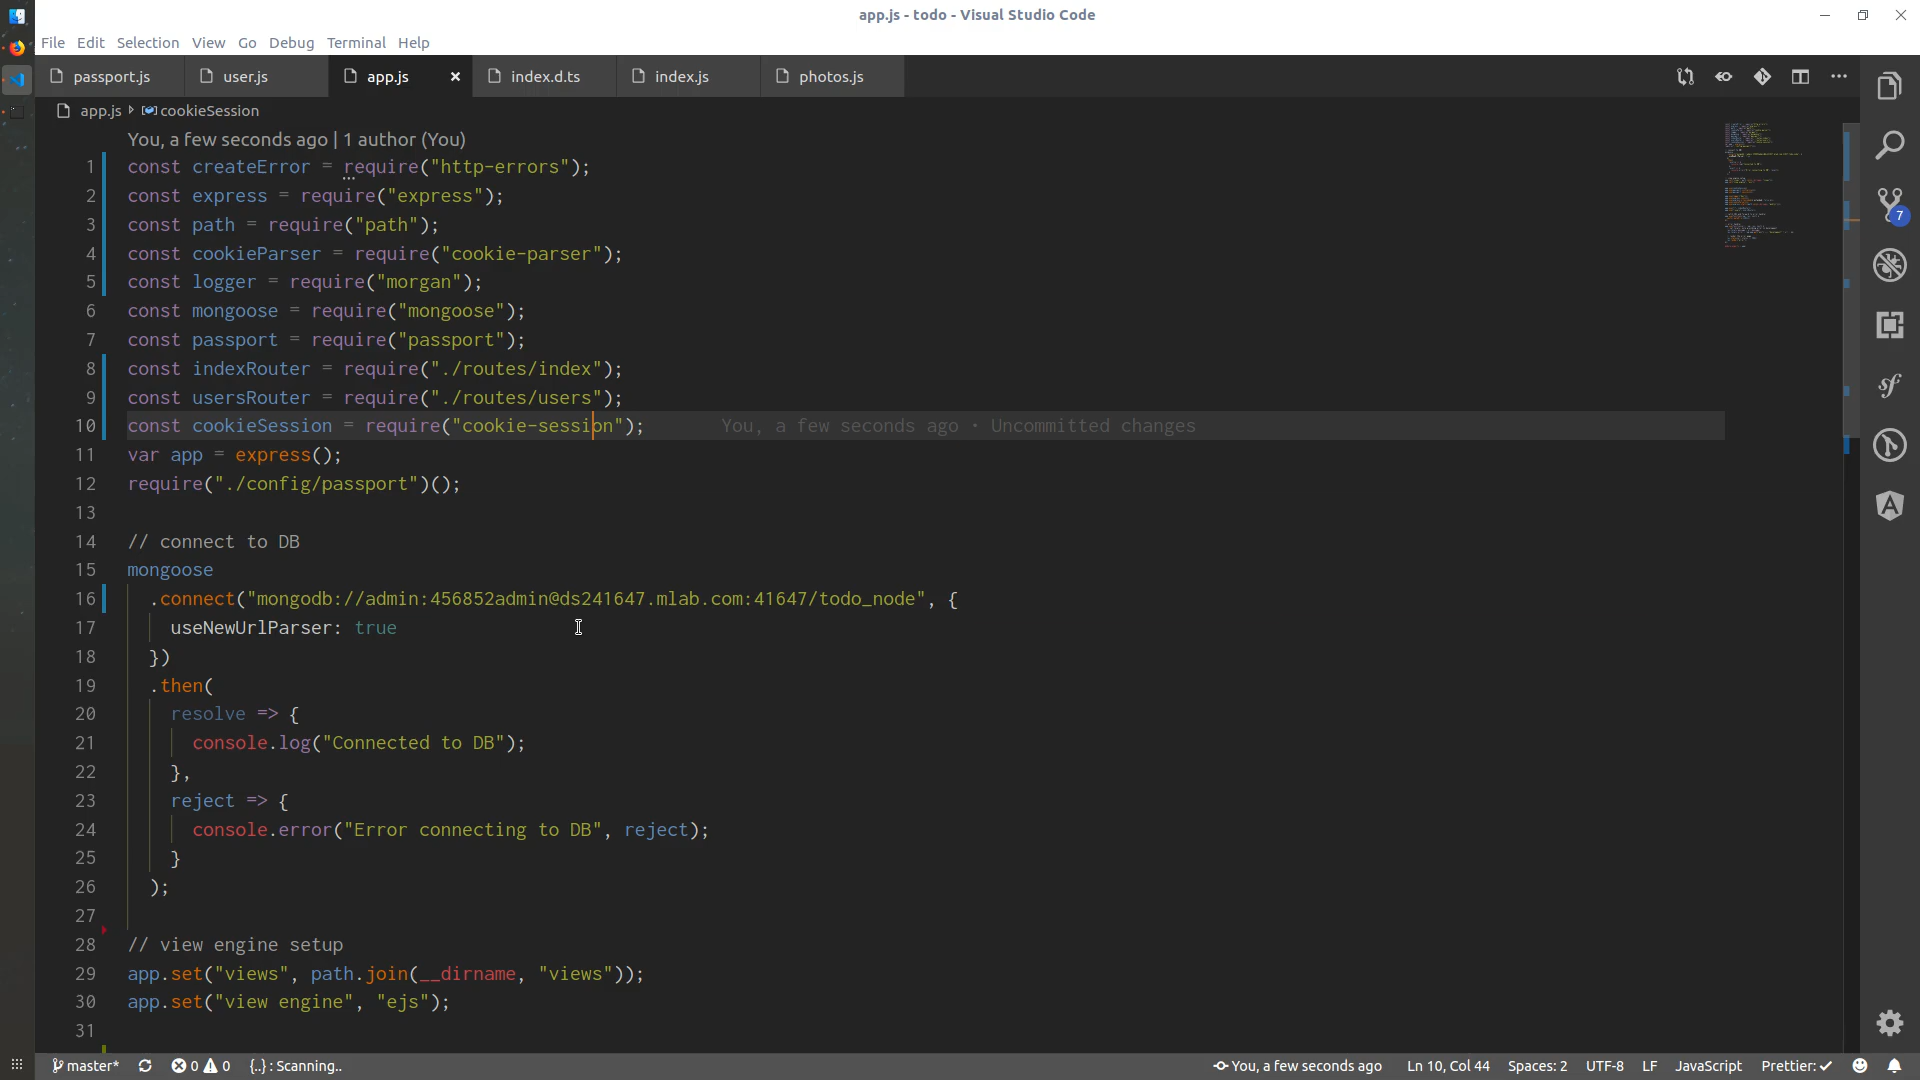 app.js - todo - Visual Studio Code
File Edit Selection View Go Debug Terminal Help
passport.js user.js app.js × index.d.ts index.js photos.js
app.js cookieSession
You, a few seconds ago | 1 author (You)
1 const createError = require("http-errors");
2 const express = require("express");
3 const path = require("path");
4 const cookieParser = require("cookie-parser");
5 const logger = require("morgan");
6 const mongoose = require("mongoose");
7 const passport = require("passport");
8 const indexRouter = require("./routes/index");
9 const usersRouter = require("./routes/users");
10 const cookieSession = require("cookie-session"); You, a few seconds ago • Uncommitted changes
11 var app = express();
12 require("./config/passport")();
13
14 // connect to DB
15 mongoose
16 .connect("mongodb://admin:456852admin@ds241647.mlab.com:41647/todo_node", {
17 useNewUrlParser: true
18 })
19 .then(
20 resolve => {
21 console.log("Connected to DB");
22 },
23 reject => {
24 console.error("Error connecting to DB", reject);
25 }
26 );
27
28 // view engine setup
29 app.set("views", path.join(__dirname, "views"));
30 app.set("view engine", "ejs");
31
7
master* 0 0 {..} : Scanning.. You, a few seconds ago Ln 10, Col 44 Spaces: 2 UTF-8 LF JavaScript Prettier: ✓